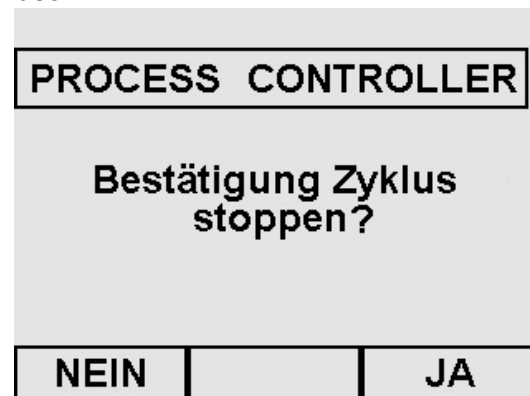 PROCESS CONTROLLER
Bestätigung Zyklus
stoppen?
NEIN
JA